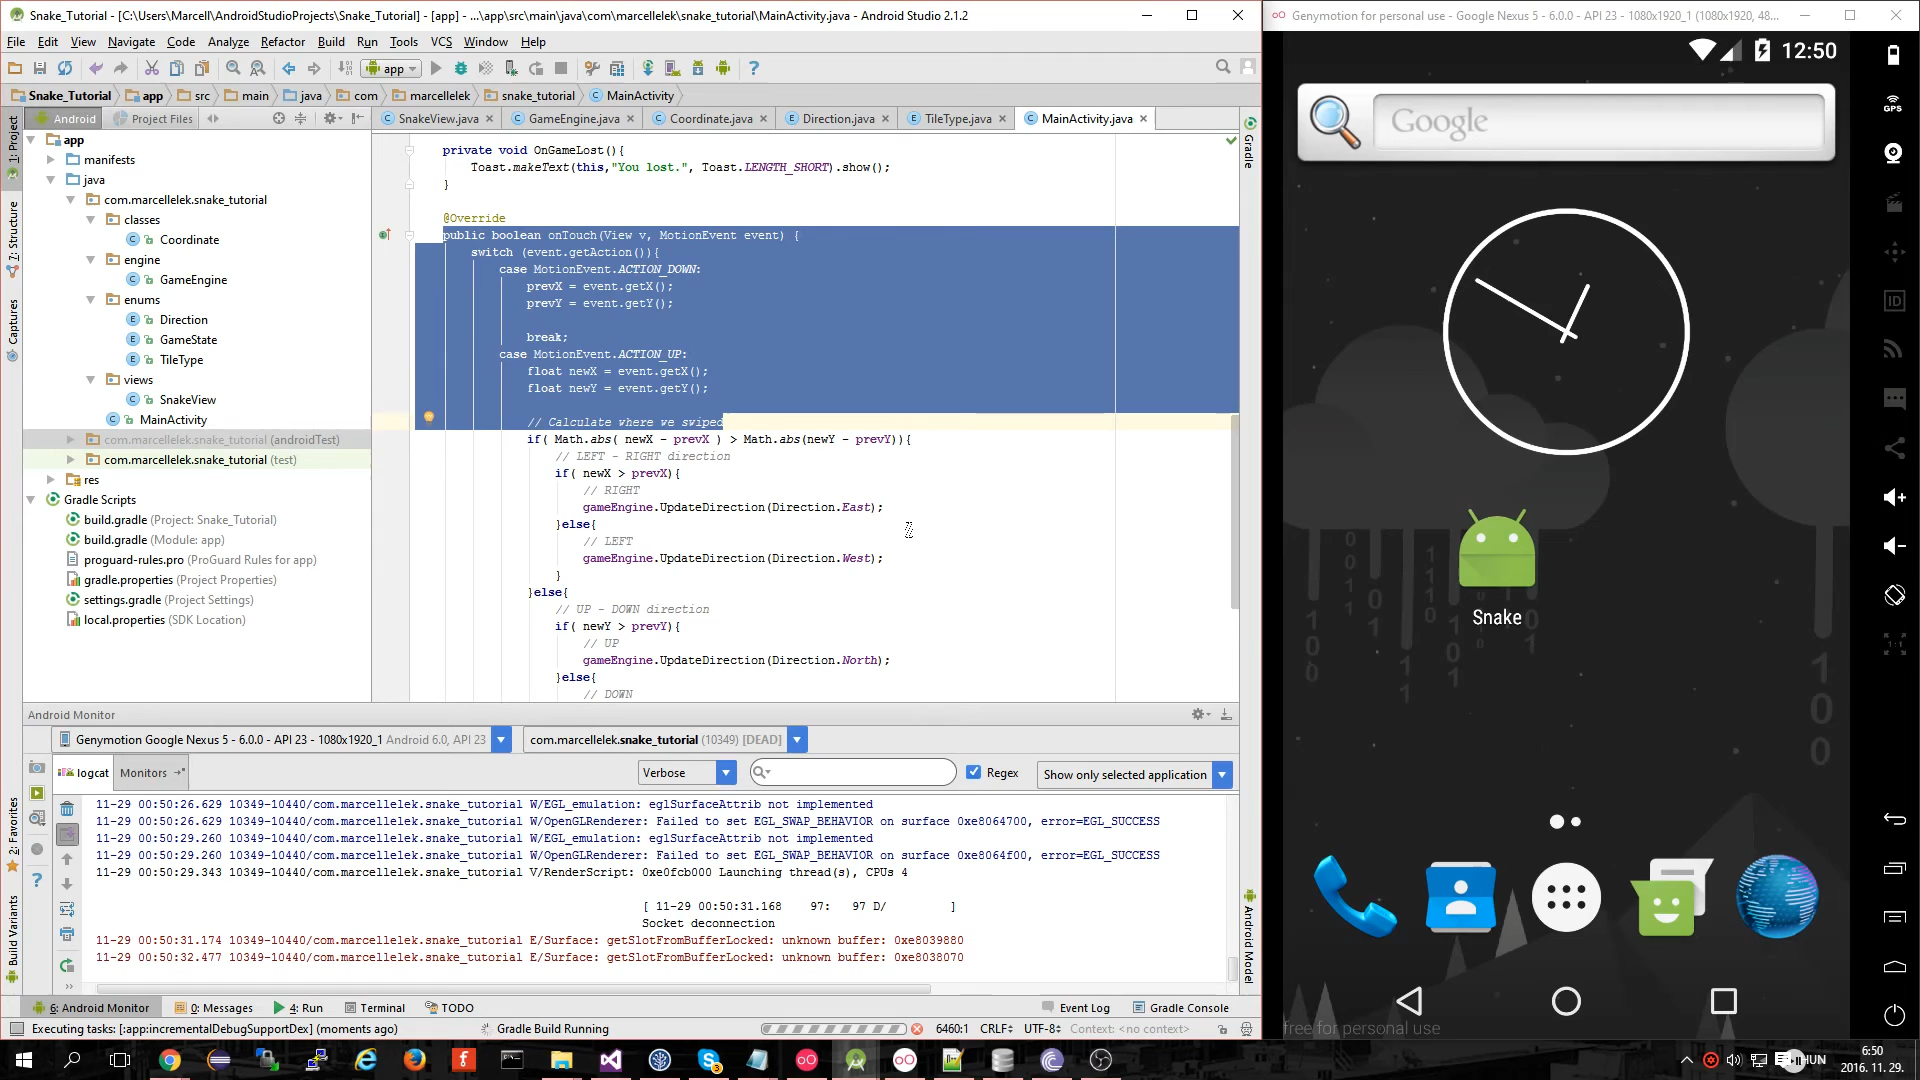 Snake_Tutorial - [C:\Users\Marcell\AndroidStudioProjects\Snake_Tutorial] - [app] - ...\app\src\main\java\com\marcellelek\snake_tutorial\MainActivity.java - Android Studio 2.1.2
File Edit View Navigate Code Analyze Refactor Build Run Tools VCS Window Help
app
Snake_Tutorial app src main java com marcellelek snake_tutorial MainActivity
Android Project Files
SnakeView.java GameEngine.java Coordinate.java Direction.java TileType.java MainActivity.java
1: Project
7: Structure
Captures
2: Favorites
Build Variants
app
manifests
java
com.marcellelek.snake_tutorial
classes
Coordinate
engine
GameEngine
enums
Direction
GameState
TileType
views
SnakeView
MainActivity
com.marcellelek.snake_tutorial (androidTest)
com.marcellelek.snake_tutorial (test)
res
Gradle Scripts
build.gradle (Project: Snake_Tutorial)
build.gradle (Module: app)
proguard-rules.pro (ProGuard Rules for app)
gradle.properties (Project Properties)
settings.gradle (Project Settings)
local.properties (SDK Location)
private void OnGameLost(){
Toast.makeText(this,"You lost.", Toast.LENGTH_SHORT).show();
}
@Override
public boolean onTouch(View v, MotionEvent event) {
switch (event.getAction()){
case MotionEvent.ACTION_DOWN:
prevX = event.getX();
prevY = event.getY();
break;
case MotionEvent.ACTION_UP:
float newX = event.getX();
float newY = event.getY();
// Calculate where we swiped
if( Math.abs( newX - prevX ) > Math.abs(newY - prevY)){
// LEFT - RIGHT direction
if( newX > prevX){
// RIGHT
gameEngine.UpdateDirection(Direction.East);
}else{
// LEFT
gameEngine.UpdateDirection(Direction.West);
}
}else{
// UP - DOWN direction
if( newY > prevY){
// UP
gameEngine.UpdateDirection(Direction.North);
}else{
// DOWN
Gradle
Android Model
Android Monitor
Genymotion Google Nexus 5 - 6.0.0 - API 23 - 1080x1920_1 Android 6.0, API 23
com.marcellelek.snake_tutorial (10349) [DEAD]
logcat Monitors Verbose Regex Show only selected application
11-29 00:50:26.629 10349-10440/com.marcellelek.snake_tutorial W/EGL_emulation: eglSurfaceAttrib not implemented
11-29 00:50:26.629 10349-10440/com.marcellelek.snake_tutorial W/OpenGLRenderer: Failed to set EGL_SWAP_BEHAVIOR on surface 0xe8064700, error=EGL_SUCCESS
11-29 00:50:29.260 10349-10440/com.marcellelek.snake_tutorial W/EGL_emulation: eglSurfaceAttrib not implemented
11-29 00:50:29.260 10349-10440/com.marcellelek.snake_tutorial W/OpenGLRenderer: Failed to set EGL_SWAP_BEHAVIOR on surface 0xe8064f00, error=EGL_SUCCESS
11-29 00:50:29.343 10349-10440/com.marcellelek.snake_tutorial V/RenderScript: 0xe0fcb000 Launching thread(s), CPUs 4
[ 11-29 00:50:31.168 97: 97 D/ ]
Socket deconnection
11-29 00:50:31.174 10349-10440/com.marcellelek.snake_tutorial E/Surface: getSlotFromBufferLocked: unknown buffer: 0xe8039880
11-29 00:50:32.477 10349-10440/com.marcellelek.snake_tutorial E/Surface: getSlotFromBufferLocked: unknown buffer: 0xe8038070
6: Android Monitor 0: Messages 4: Run Terminal TODO Event Log Gradle Console
Executing tasks: [:app:incrementalDebugSupportDex] (moments ago) Gradle Build Running 6460:1 CRLF UTF-8 Context: <no context>
Genymotion for personal use - Google Nexus 5 - 6.0.0 - API 23 - 1080x1920_1 (1080x1920, 48...
12:50
Google
Snake
GPS
ID
1:1
free for personal use
HUN
6:50
2016. 11. 29.